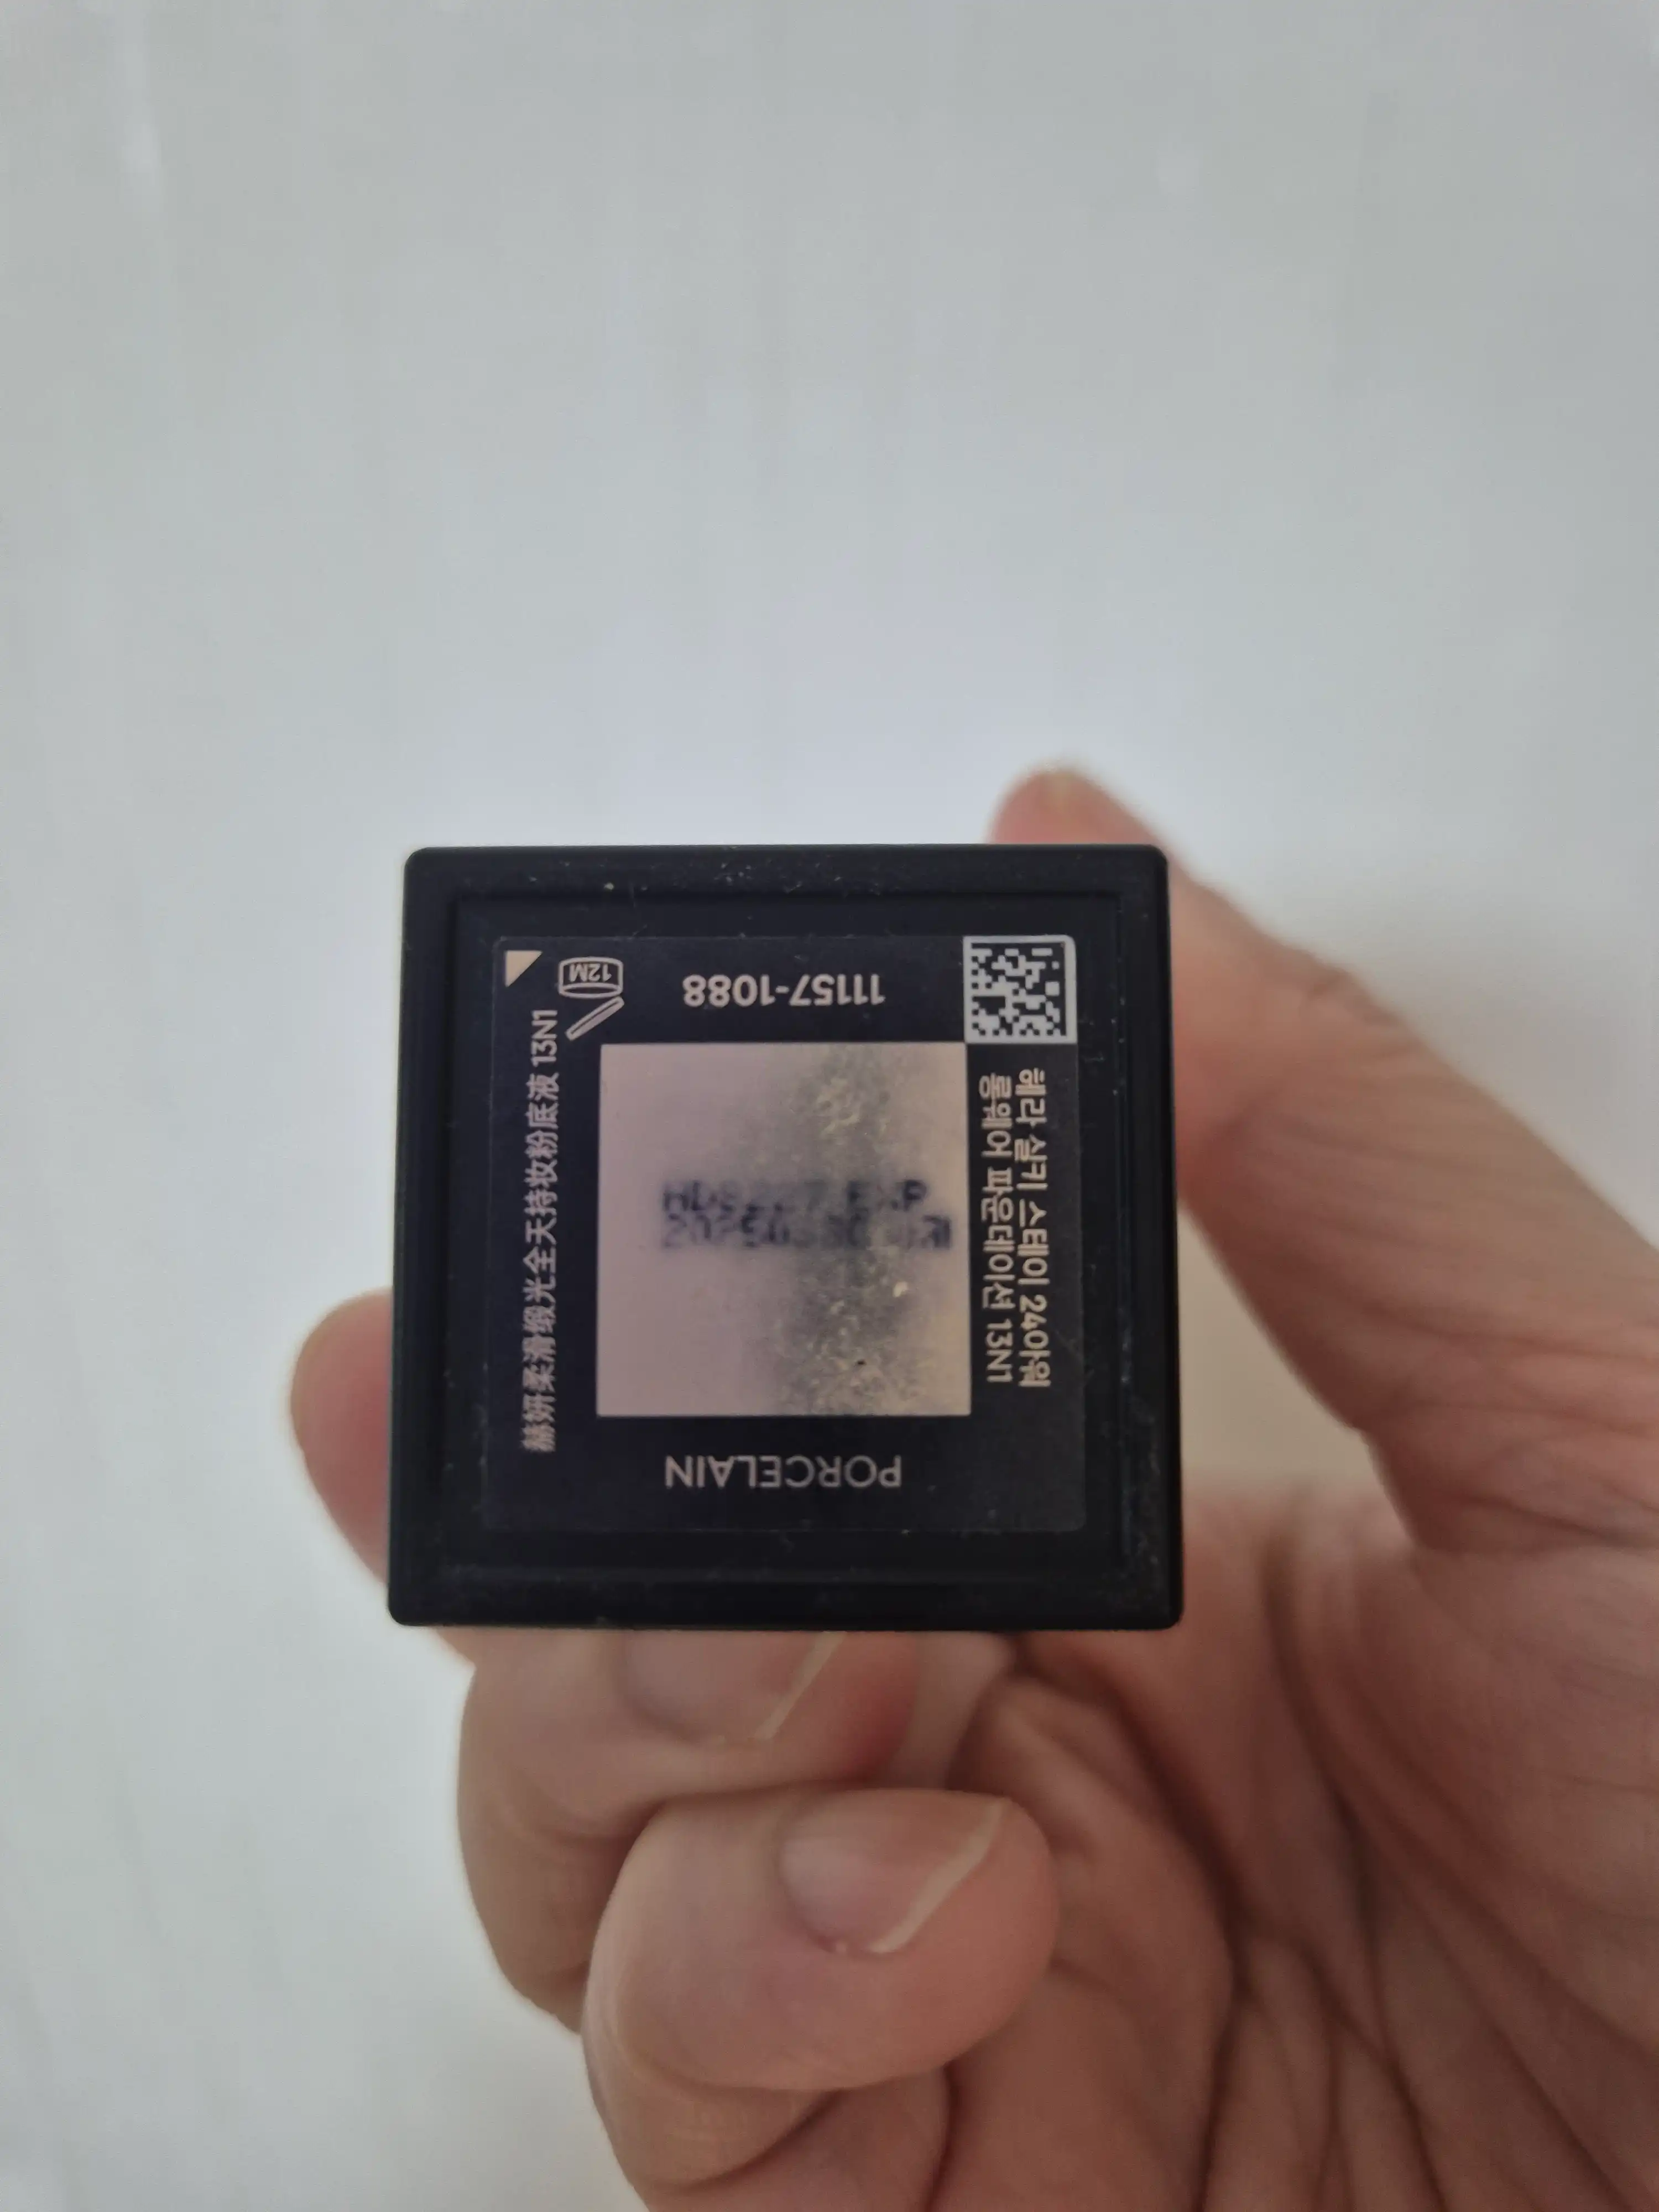 12M
11157-1088
헤라 실키 스테이 24아워
롱웨어 파운데이션 13N1
PORCELAIN
赫妍柔滑缎光全天持妆粉底液 13N1
EXP